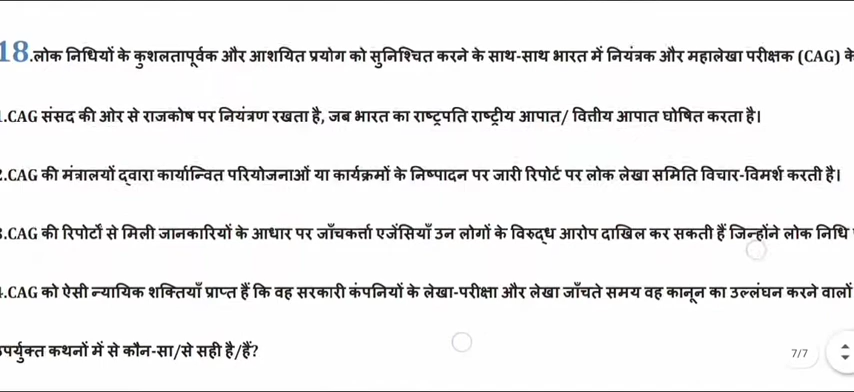 18.लोक निधियों के कुशलतापूर्वक और आशयित प्रयोग को सुनिश्चित करने के साथ-साथ भारत में नियंत्रक और महालेखा परीक्षक (CAG) के
1.CAG संसद की ओर से राजकोष पर नियंत्रण रखता है, जब भारत का राष्ट्रपति राष्ट्रीय आपात/ वित्तीय आपात घोषित करता है।
2.CAG की मंत्रालयों द्वारा कार्यान्वित परियोजनाओं या कार्यक्रमों के निष्पादन पर जारी रिपोर्ट पर लोक लेखा समिति विचार-विमर्श करती है।
3.CAG की रिपोर्टों से मिली जानकारियों के आधार पर जाँचकर्त्ता एजेंसियाँ उन लोगों के विरुद्ध आरोप दाखिल कर सकती हैं जिन्होंने लोक निधि
4.CAG को ऐसी न्यायिक शक्तियाँ प्राप्त हैं कि वह सरकारी कंपनियों के लेखा-परीक्षा और लेखा जाँचते समय वह कानून का उल्लंघन करने वालों
उपर्युक्त कथनों में से कौन-सा/से सही है/हैं?
7/7